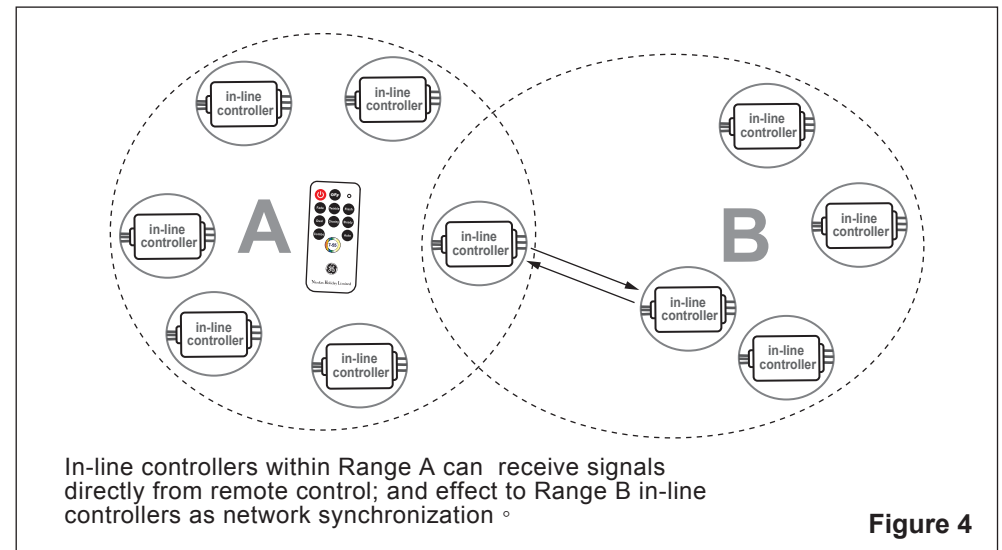 in-line
controller
in-line
controller
in-line
controller
A
in-line
controller
in-line
controller
in-line
controller
in-line
controller
B
in-line
controller
in-line
controller
in-line
controller
in-line
controller
In-line controllers within Range A can  receive signals
directly from remote control; and effect to Range B in-line
controllers as network synchronization 。
Figure 4